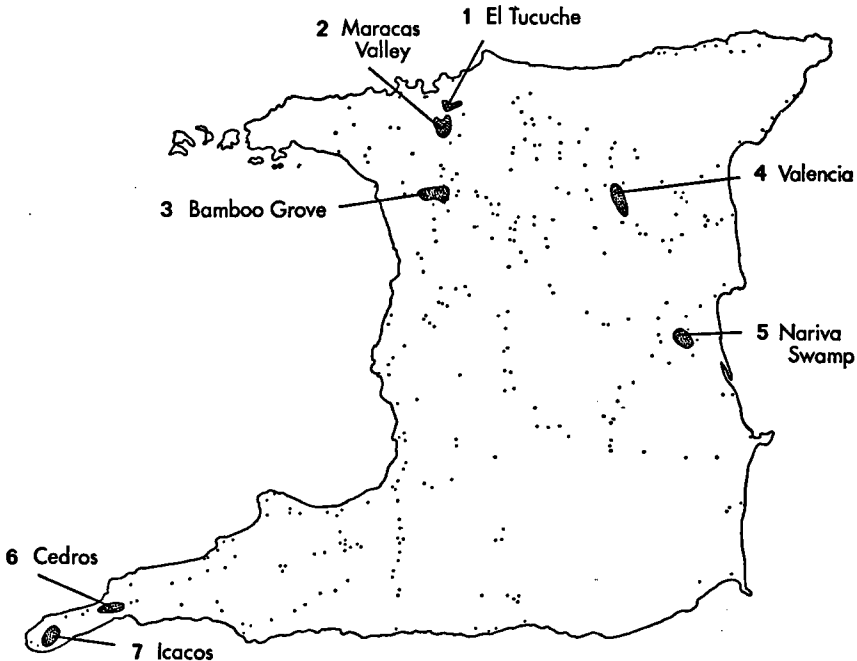 1 El Tucuche
2 Maracas
Valley
3 Bamboo Grove
4 Valencia
5 Nariva
Swamp
6 Cedros
7 Icacos